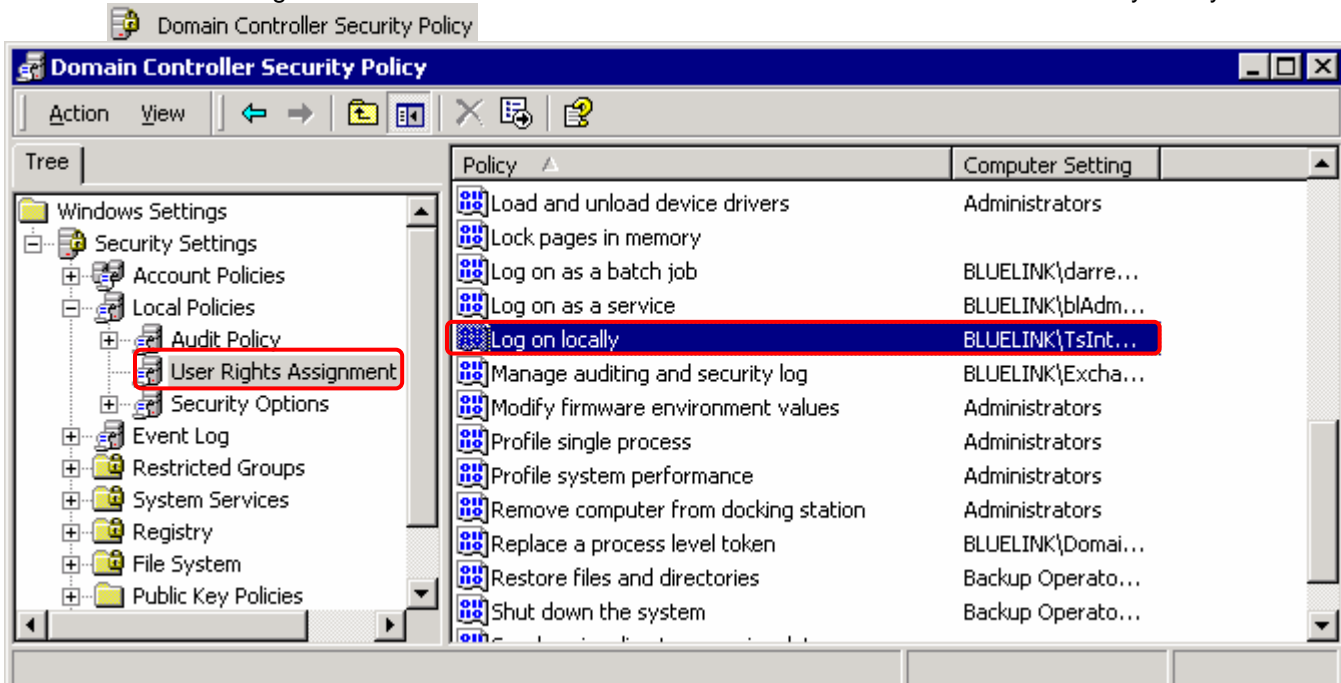 Domain Controller Security Policy
Domain Controller Security Policy
Action View
Tree
Policy Computer Setting
Windows Settings
Security Settings
Account Policies
Local Policies
Audit Policy
User Rights Assignment
Security Options
Event Log
Restricted Groups
System Services
Registry
File System
Public Key Policies
Load and unload device drivers Administrators
Lock pages in memory
Log on as a batch job BLUELINK\darre...
Log on as a service BLUELINK\blAdm...
Log on locally BLUELINK\TsInt...
Manage auditing and security log BLUELINK\Excha...
Modify firmware environment values Administrators
Profile single process Administrators
Profile system performance Administrators
Remove computer from docking station Administrators
Replace a process level token BLUELINK\Domai...
Restore files and directories Backup Operato...
Shut down the system Backup Operato...